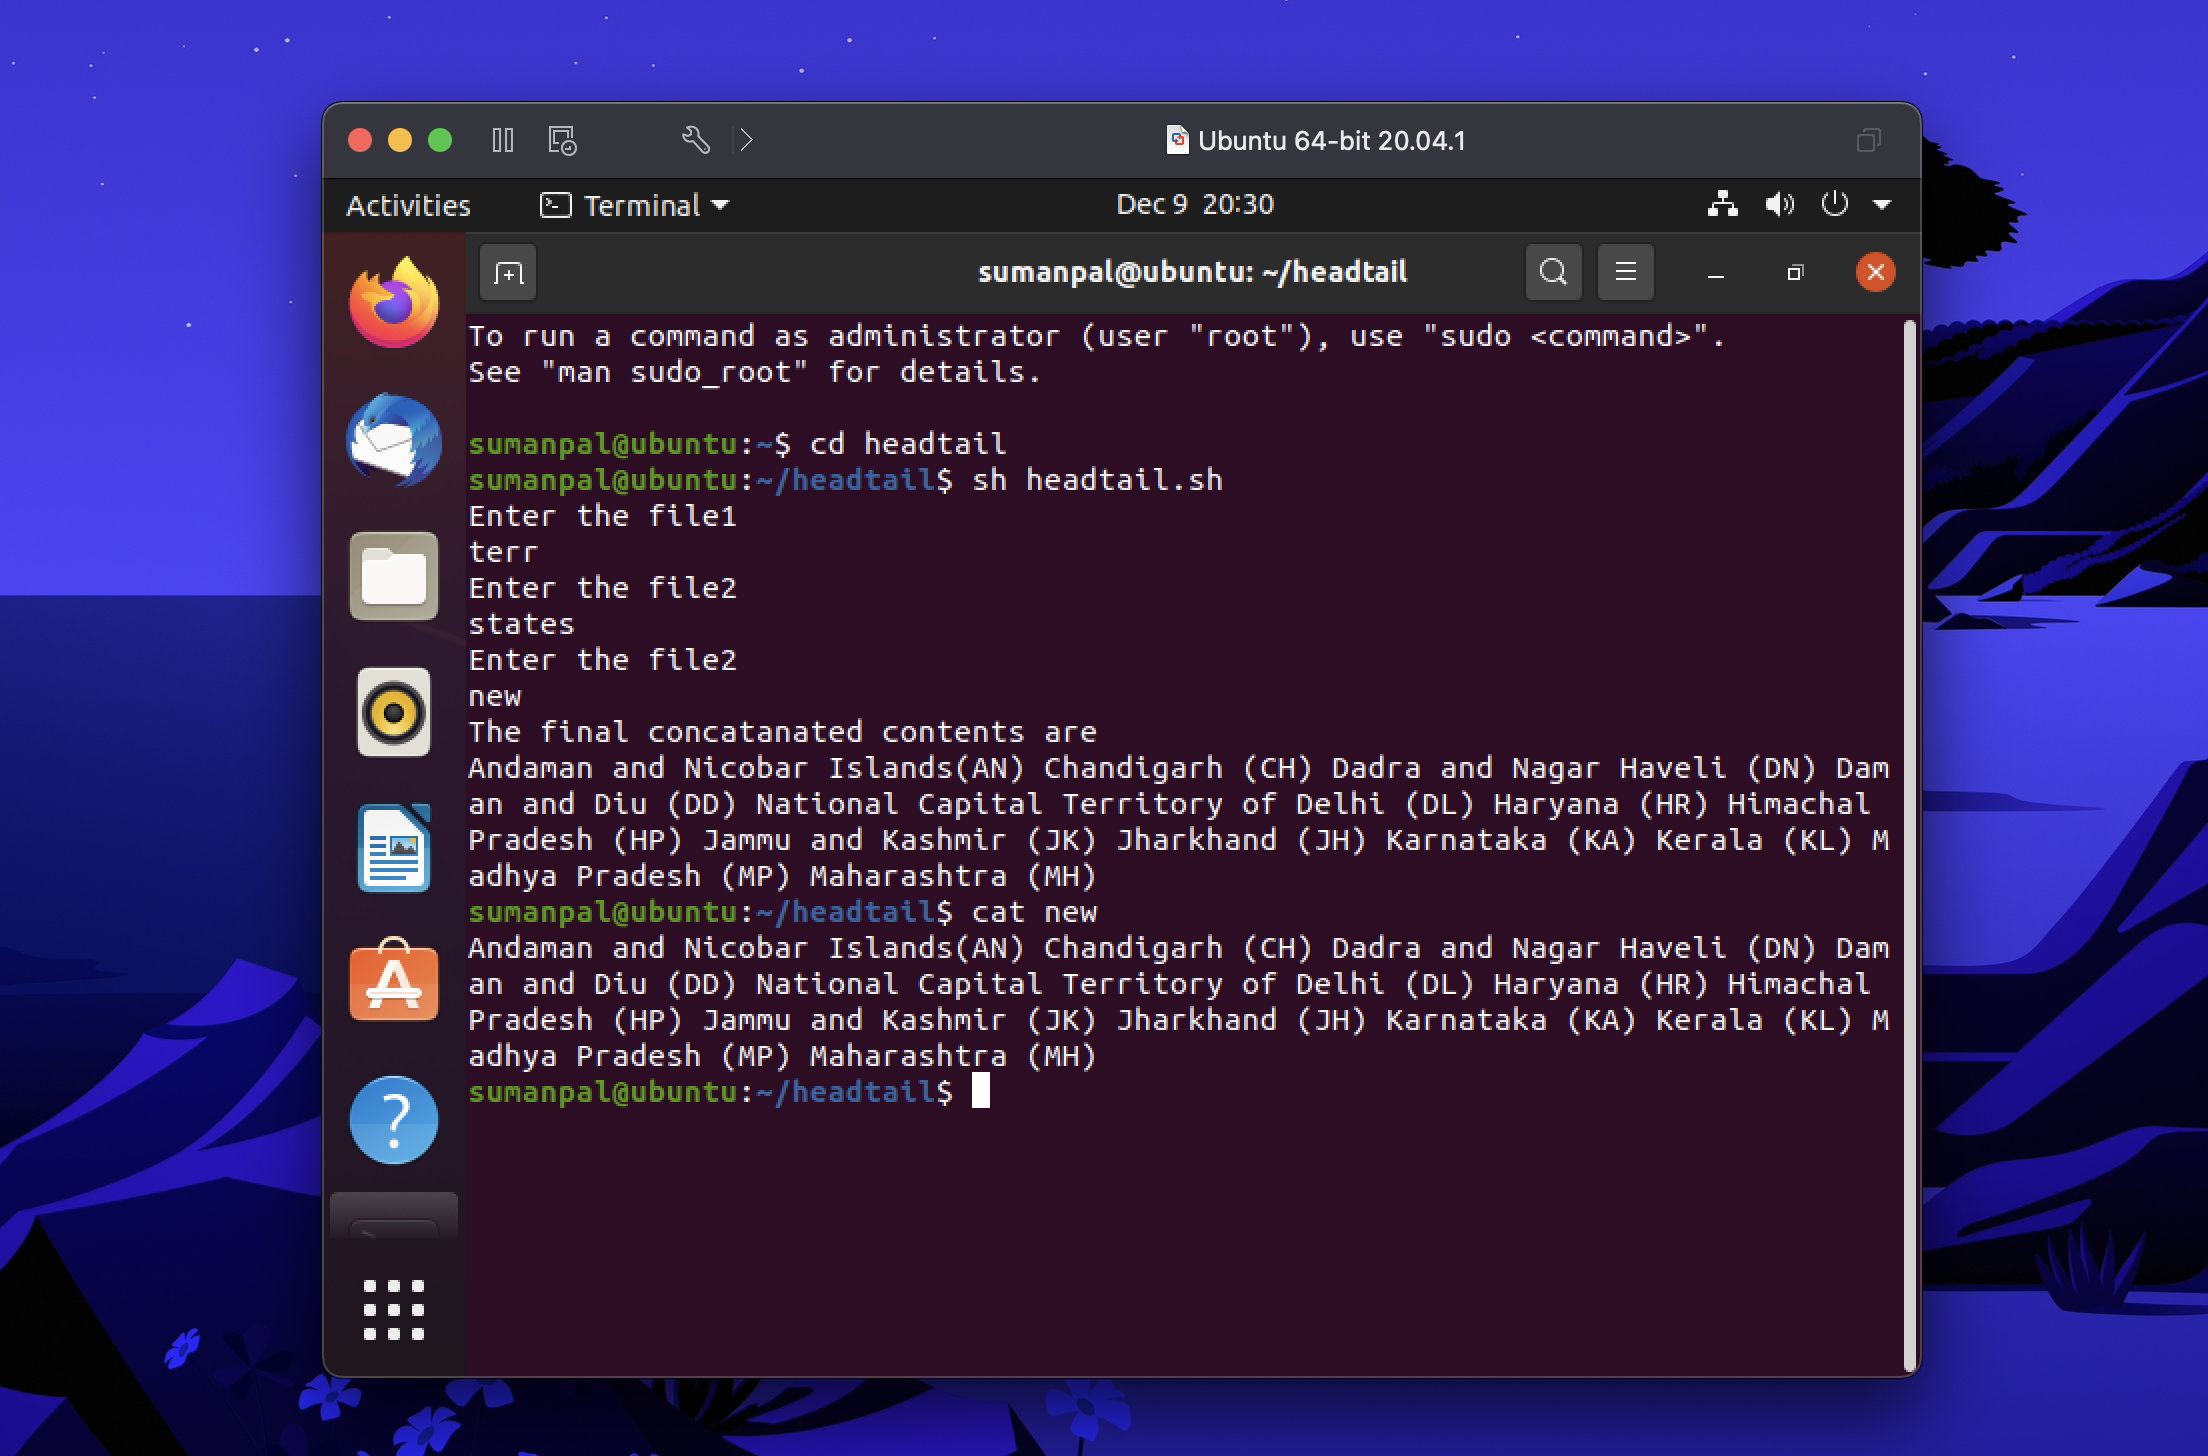 Ubuntu 64-bit 20.04.1
Activities Terminal Dec 9 20:30
sumanpal@ubuntu: ~/headtail
To run a command as administrator (user "root"), use "sudo <command>".
See "man sudo_root" for details.
sumanpal@ubuntu:~$ cd headtail
sumanpal@ubuntu:~/headtail$ sh headtail.sh
Enter the file1
terr
Enter the file2
states
Enter the file2
new
The final concatanated contents are
Andaman and Nicobar Islands(AN) Chandigarh (CH) Dadra and Nagar Haveli (DN) Dam
an and Diu (DD) National Capital Territory of Delhi (DL) Haryana (HR) Himachal
Pradesh (HP) Jammu and Kashmir (JK) Jharkhand (JH) Karnataka (KA) Kerala (KL) M
adhya Pradesh (MP) Maharashtra (MH)
sumanpal@ubuntu:~/headtail$ cat new
Andaman and Nicobar Islands(AN) Chandigarh (CH) Dadra and Nagar Haveli (DN) Dam
an and Diu (DD) National Capital Territory of Delhi (DL) Haryana (HR) Himachal
Pradesh (HP) Jammu and Kashmir (JK) Jharkhand (JH) Karnataka (KA) Kerala (KL) M
adhya Pradesh (MP) Maharashtra (MH)
sumanpal@ubuntu:~/headtail$